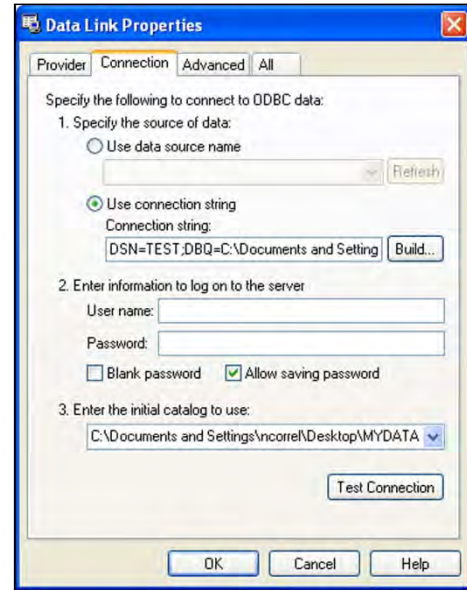 Data Link Properties
Provider Connection Advanced All
Specify the following to connect to ODBC data:
1. Specify the source of data:
Use data source name
Refresh
Use connection string
Connection string:
DSN=TEST;DBQ=C:\Documents and Setting Build...
2. Enter information to log on to the server
User name:
Password:
Blank password Allow saving password
3. Enter the initial catalog to use:
C:\Documents and Settings\ncorrel\Desktop\MYDATA
Test Connection
OK Cancel Help